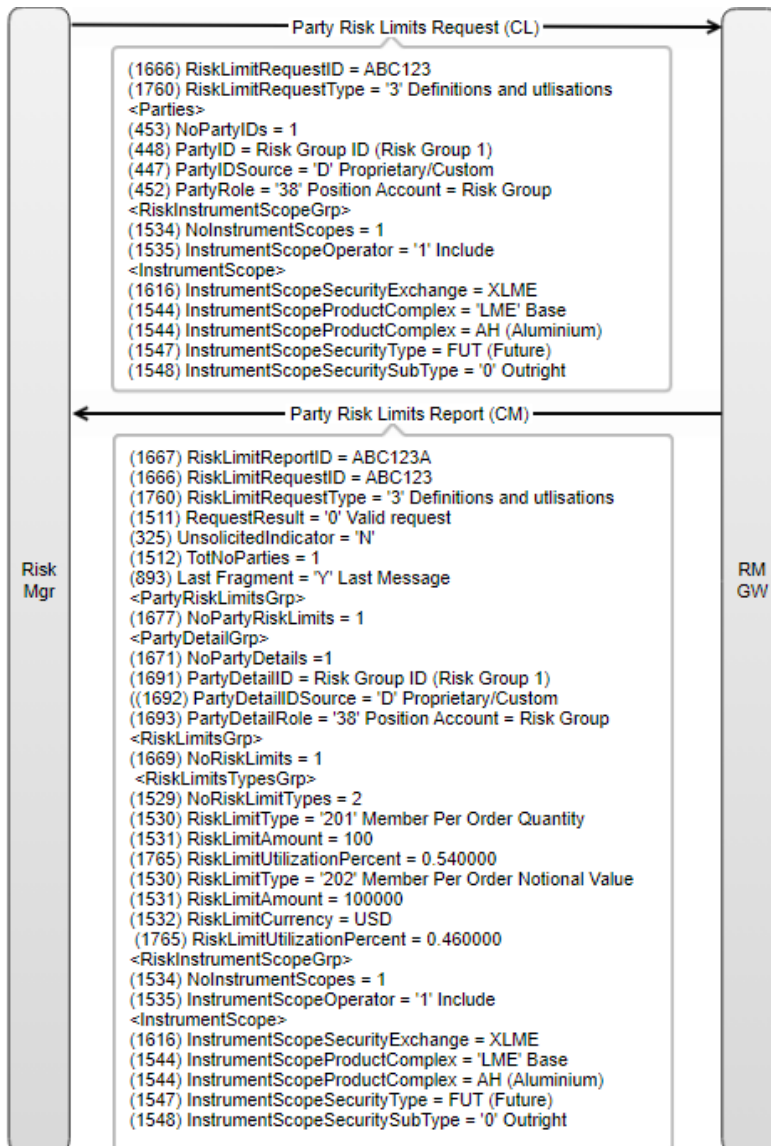 Party Risk Limits Request (CL)
(1666) RiskLimitRequestID = ABC123
(1760) RiskLimitRequestType = '3' Definitions and utlisations
<Parties>
(453) NoPartyIDs = 1
(448) PartyID = Risk Group ID (Risk Group 1)
(447) PartyIDSource = 'D' Proprietary/Custom
(452) PartyRole = '38' Position Account = Risk Group
<RiskInstrumentScopeGrp>
(1534) NoInstrumentScopes = 1
(1535) InstrumentScopeOperator = '1' Include
<InstrumentScope>
(1616) InstrumentScopeSecurityExchange = XLME
(1544) InstrumentScopeProductComplex = 'LME' Base
(1544) InstrumentScopeProductComplex = AH (Aluminium)
(1547) InstrumentScopeSecurityType = FUT (Future)
(1548) InstrumentScopeSecuritySubType = '0' Outright
Party Risk Limits Report (CM)
(1667) RiskLimitReportID = ABC123A
(1666) RiskLimitRequestID = ABC123
(1760) RiskLimitRequestType = '3' Definitions and utlisations
(1511) RequestResult = '0' Valid request
(325) UnsolicitedIndicator = 'N'
(1512) TotNoParties = 1
(893) Last Fragment = 'Y' Last Message
<PartyRiskLimitsGrp>
(1677) NoPartyRiskLimits = 1
<PartyDetailGrp>
(1671) NoPartyDetails =1
(1691) PartyDetailID = Risk Group ID (Risk Group 1)
((1692) PartyDetailIDSource = 'D' Proprietary/Custom
(1693) PartyDetailRole = '38' Position Account = Risk Group
<RiskLimitsGrp>
(1669) NoRiskLimits = 1
<RiskLimitsTypesGrp>
(1529) NoRiskLimitTypes = 2
(1530) RiskLimitType = '201' Member Per Order Quantity
(1531) RiskLimitAmount = 100
(1765) RiskLimitUtilizationPercent = 0.540000
(1530) RiskLimitType = '202' Member Per Order Notional Value
(1531) RiskLimitAmount = 100000
(1532) RiskLimitCurrency = USD
(1765) RiskLimitUtilizationPercent = 0.460000
<RiskInstrumentScopeGrp>
(1534) NoInstrumentScopes = 1
(1535) InstrumentScopeOperator = '1' Include
<InstrumentScope>
(1616) InstrumentScopeSecurityExchange = XLME
(1544) InstrumentScopeProductComplex = 'LME' Base
(1544) InstrumentScopeProductComplex = AH (Aluminium)
(1547) InstrumentScopeSecurityType = FUT (Future)
(1548) InstrumentScopeSecuritySubType = '0' Outright
Risk
Mgr
RM
GW